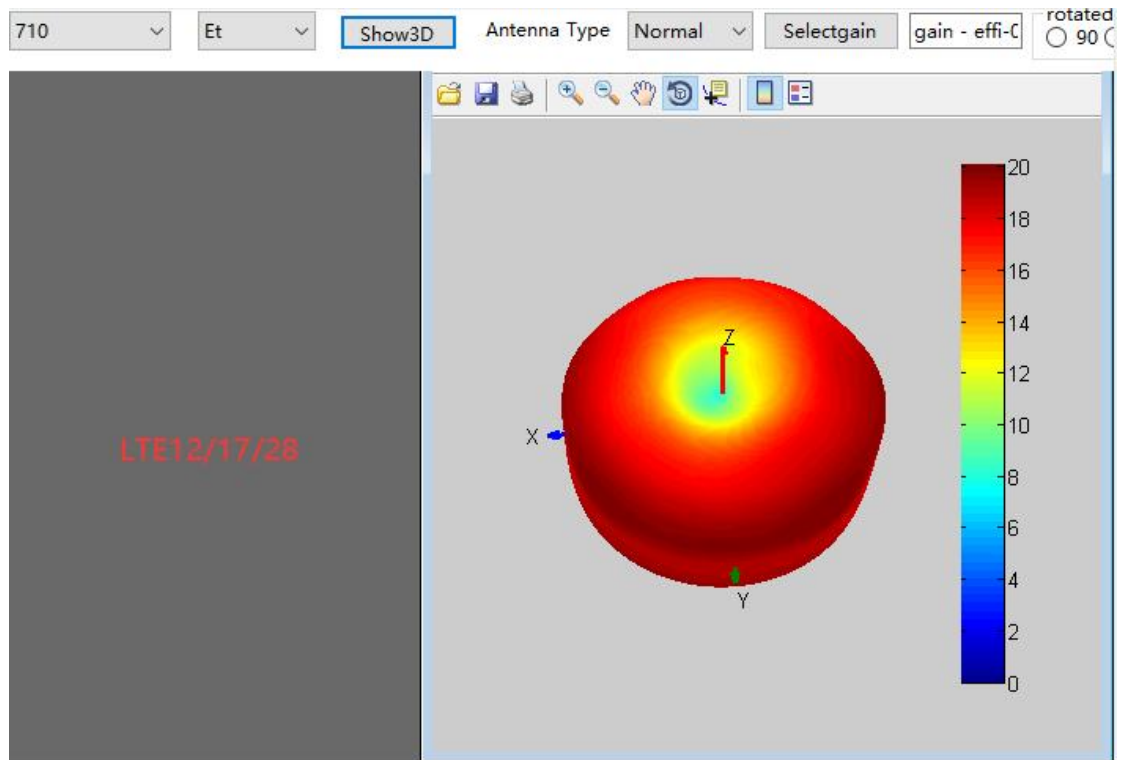 710 Et Show3D Antenna Type Normal Selectgain gain - effi-
rotated
90
LTE12/17/28
20
18
16
14
12
10
8
6
4
2
0
Z
X
Y